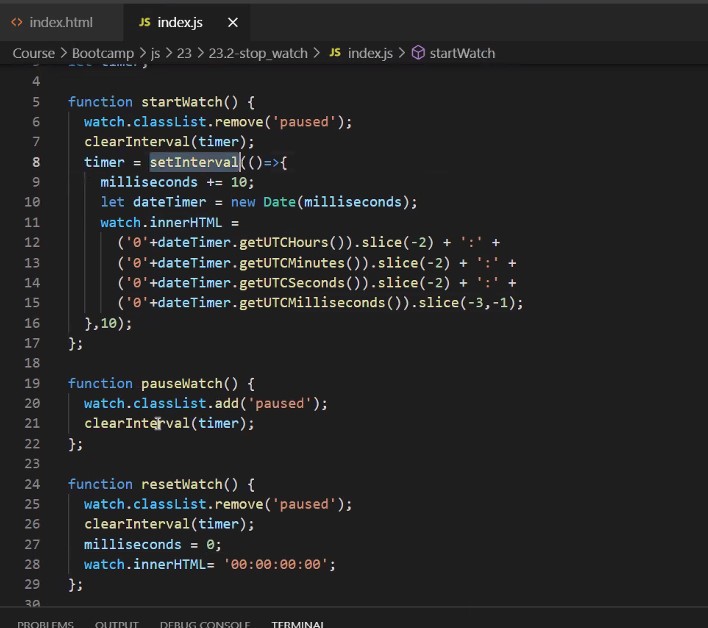 index.html JS index.js ×
Course > Bootcamp > js > 23 > 23.2-stop_watch > JS index.js > startWatch
3 let timer;
4
5 function startWatch() {
6 watch.classList.remove('paused');
7 clearInterval(timer);
8 timer = setInterval(()=>{
9 milliseconds += 10;
10 let dateTimer = new Date(milliseconds);
11 watch.innerHTML =
12 ('0'+dateTimer.getUTCHours()).slice(-2) + ':' +
13 ('0'+dateTimer.getUTCMinutes()).slice(-2) + ':' +
14 ('0'+dateTimer.getUTCSeconds()).slice(-2) + ':' +
15 ('0'+dateTimer.getUTCMilliseconds()).slice(-3,-1);
16 },10);
17 };
18
19 function pauseWatch() {
20 watch.classList.add('paused');
21 clearInterval(timer);
22 };
23
24 function resetWatch() {
25 watch.classList.remove('paused');
26 clearInterval(timer);
27 milliseconds = 0;
28 watch.innerHTML= '00:00:00:00';
29 };
30
PROBLEMS OUTPUT DEBUG CONSOLE TERMINAL